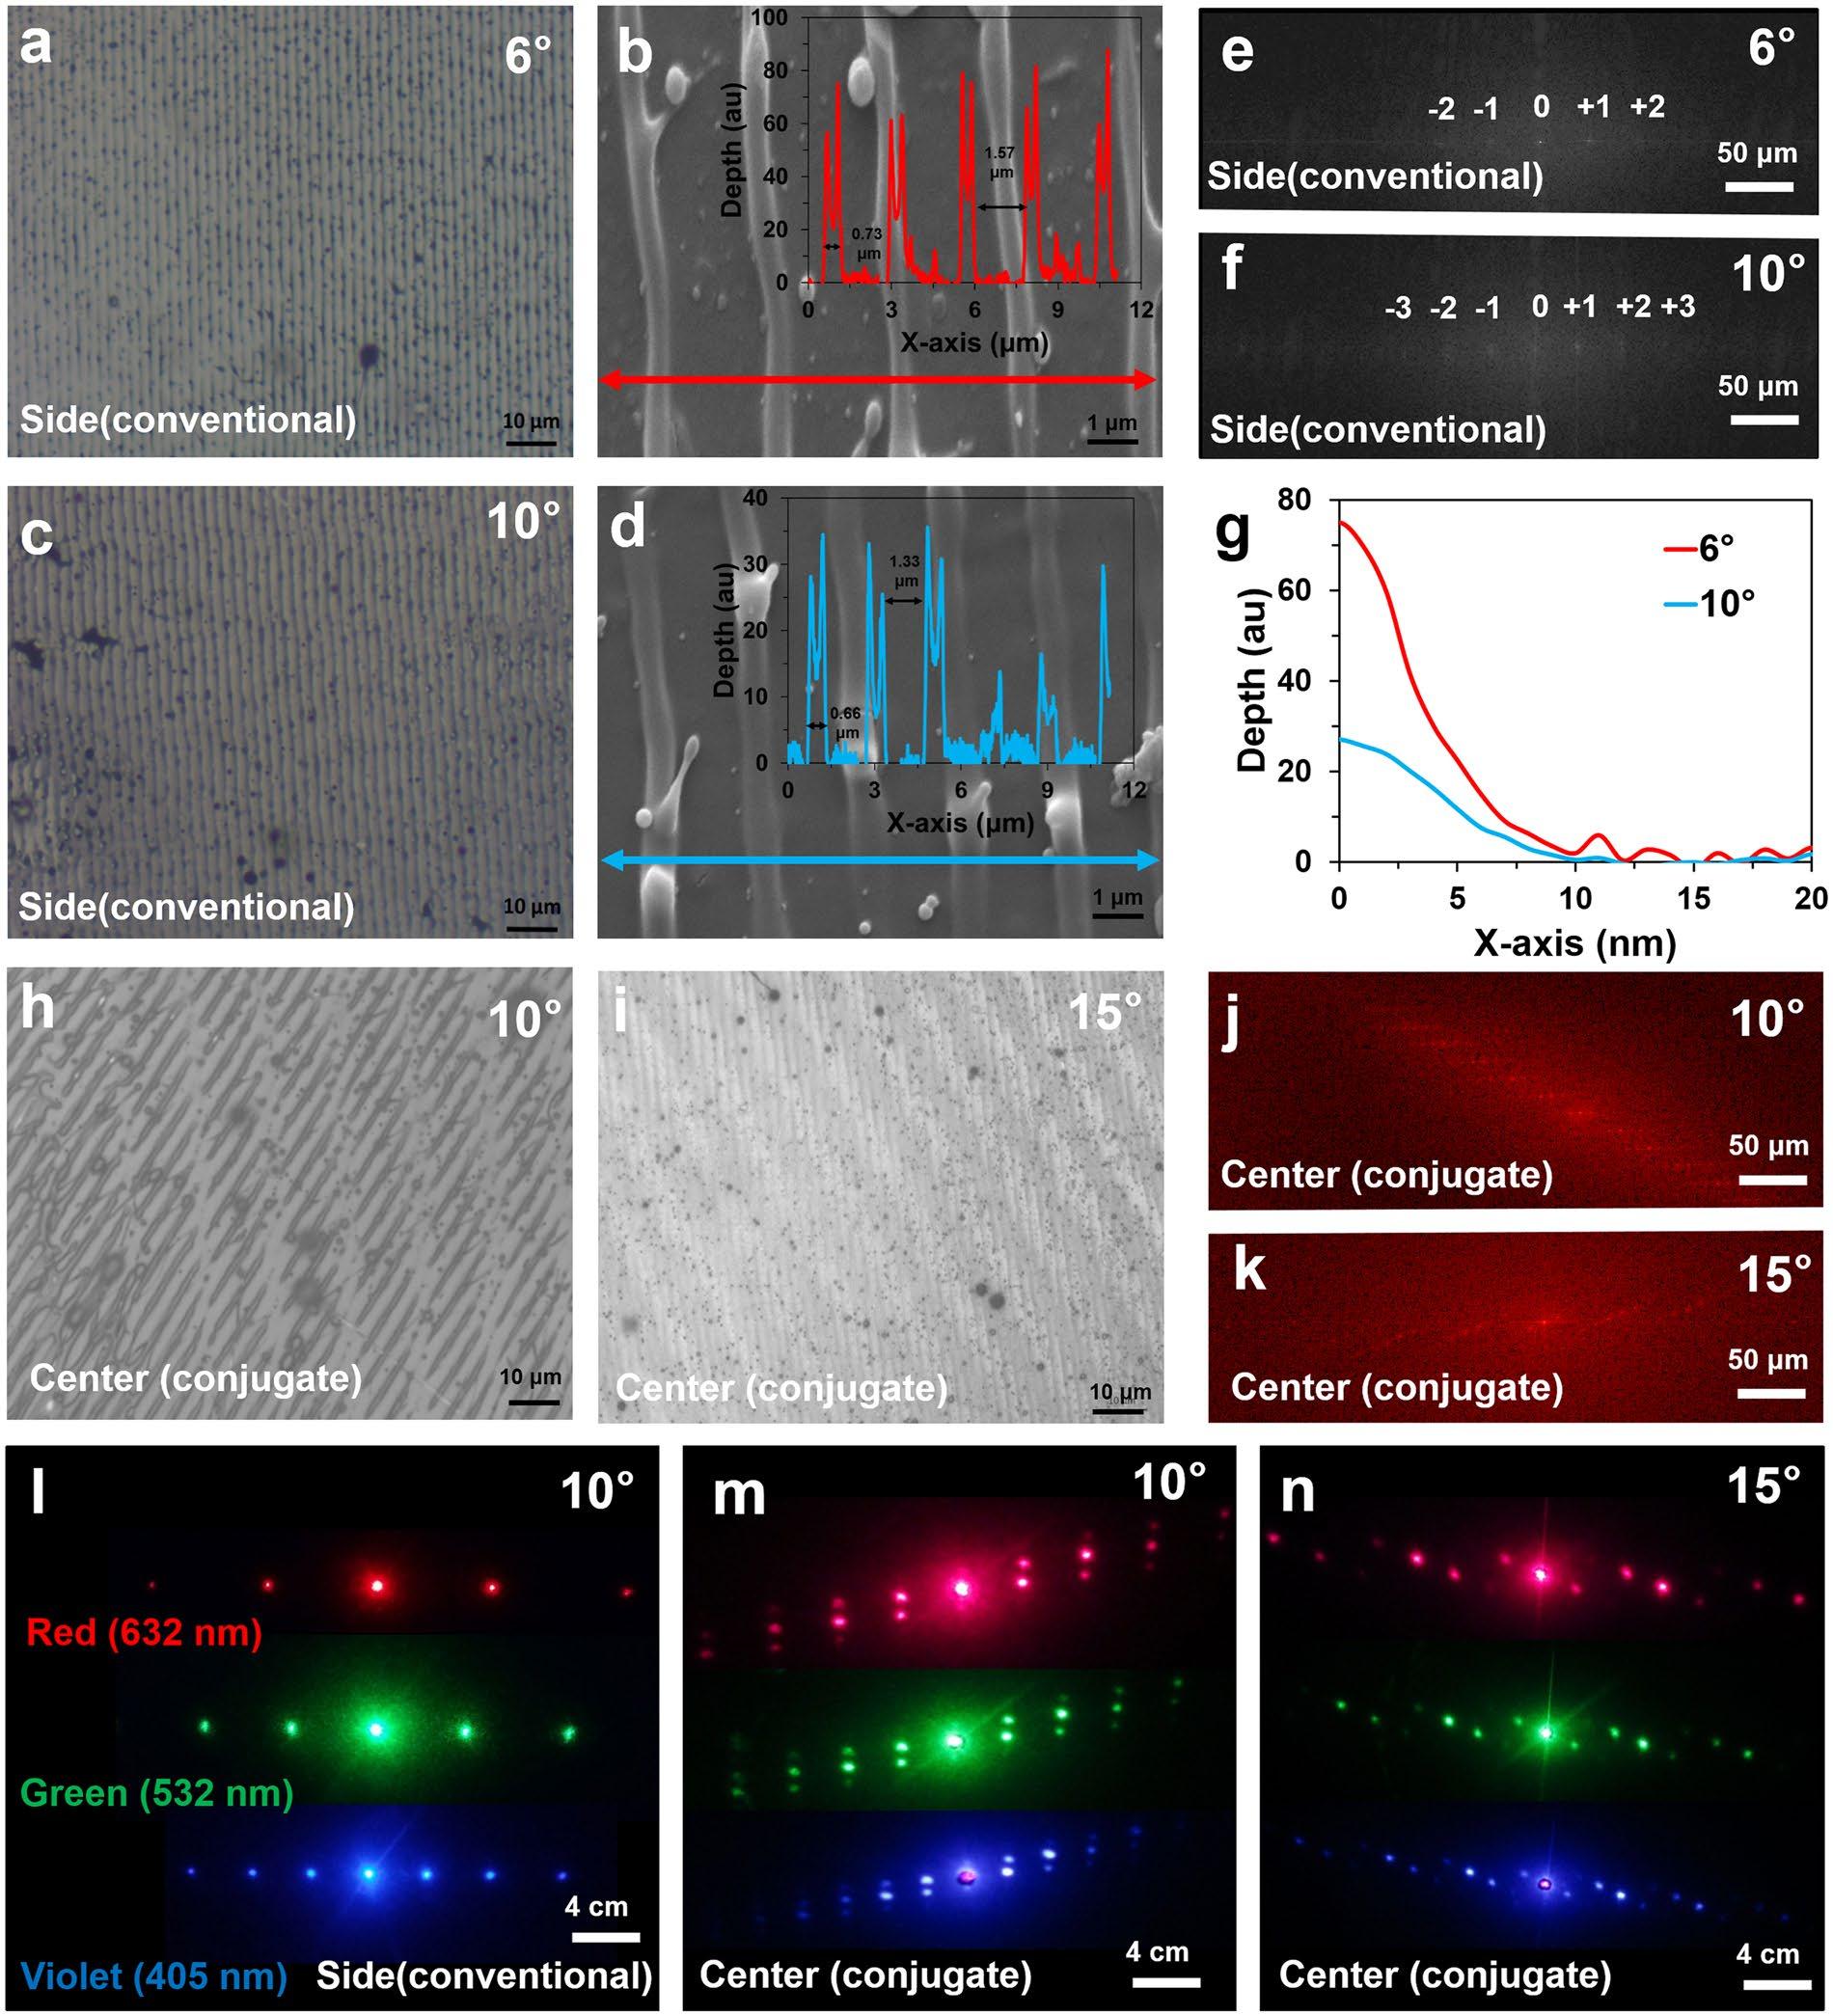 a
6°
Side(conventional)
10 µm
b
100
80
60
40
20
0
Depth (au)
0.73
µm
1.57
µm
0
3
6
9
12
X-axis (µm)
1 µm
e
6°
-2 -1 0 +1 +2
50 µm
Side(conventional)
f
10°
-3 -2 -1 0 +1 +2 +3
50 µm
Side(conventional)
c
10°
Side(conventional)
10 µm
d
40
30
20
10
0
Depth (au)
0.66
µm
1.33
µm
0
3
6
9
12
X-axis (µm)
1 µm
g
80
60
40
20
0
Depth (au)
6°
10°
0
5
10
15
20
X-axis (nm)
h
10°
Center (conjugate)
10 µm
i
15°
Center (conjugate)
10 µm
j
10°
50 µm
Center (conjugate)
k
15°
50 µm
Center (conjugate)
l
10°
Red (632 nm)
Green (532 nm)
4 cm
Violet (405 nm)
Side(conventional)
m
10°
4 cm
Center (conjugate)
n
15°
4 cm
Center (conjugate)